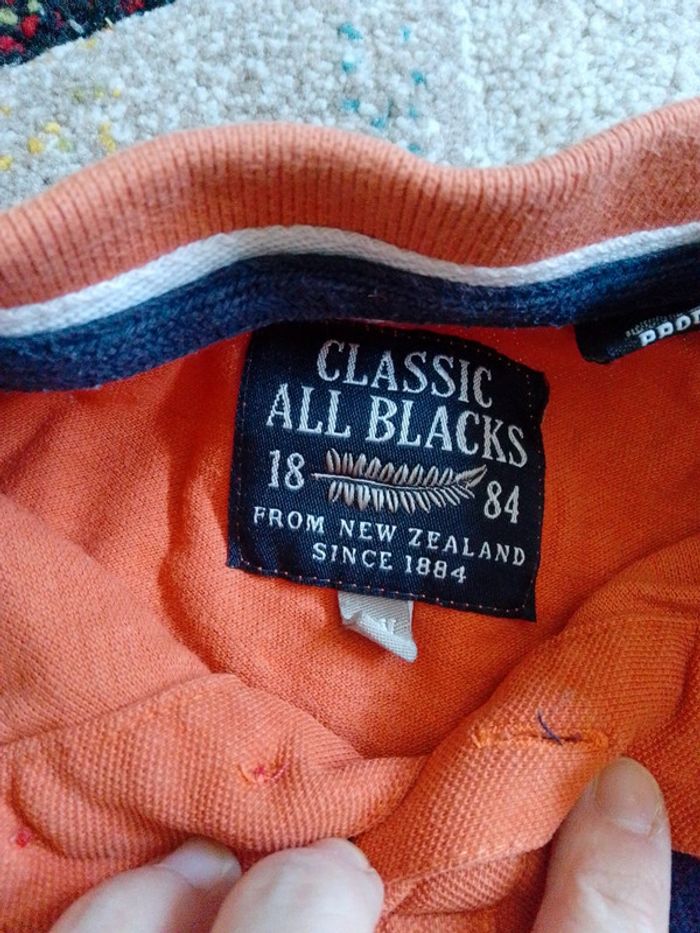 CLASSIC
ALL BLACKS
18 84
FROM NEW ZEALAND
SINCE 1884